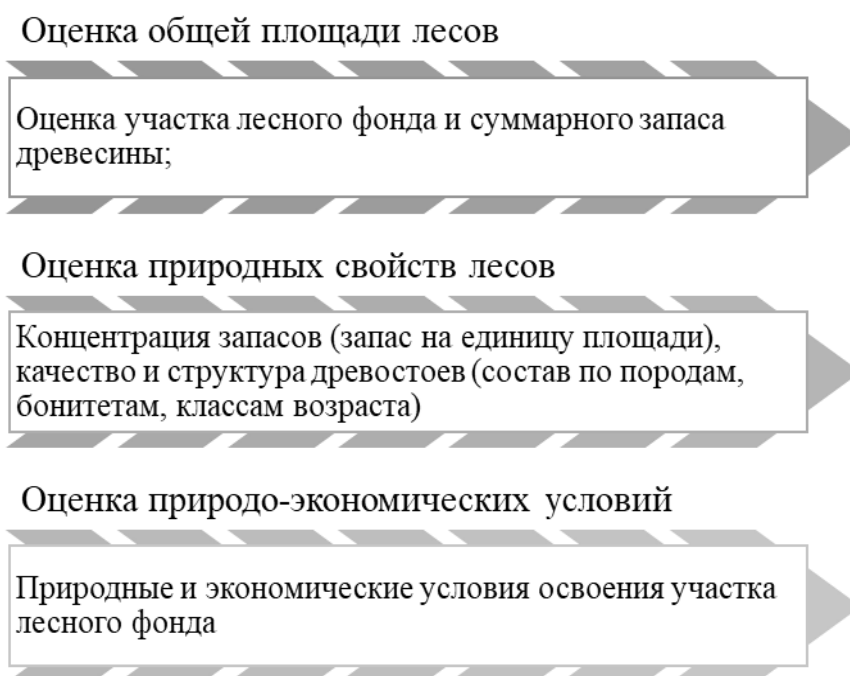 Оценка общей площади лесов
Оценка участка лесного фонда и суммарного запаса
древесины;
Оценка природных свойств лесов
Концентрация запасов (запас на единицу площади),
качество и структура древостоев (состав по породам,
бонитетам, классам возраста)
Оценка природо-экономических условий
Природные и экономические условия освоения участка
лесного фонда